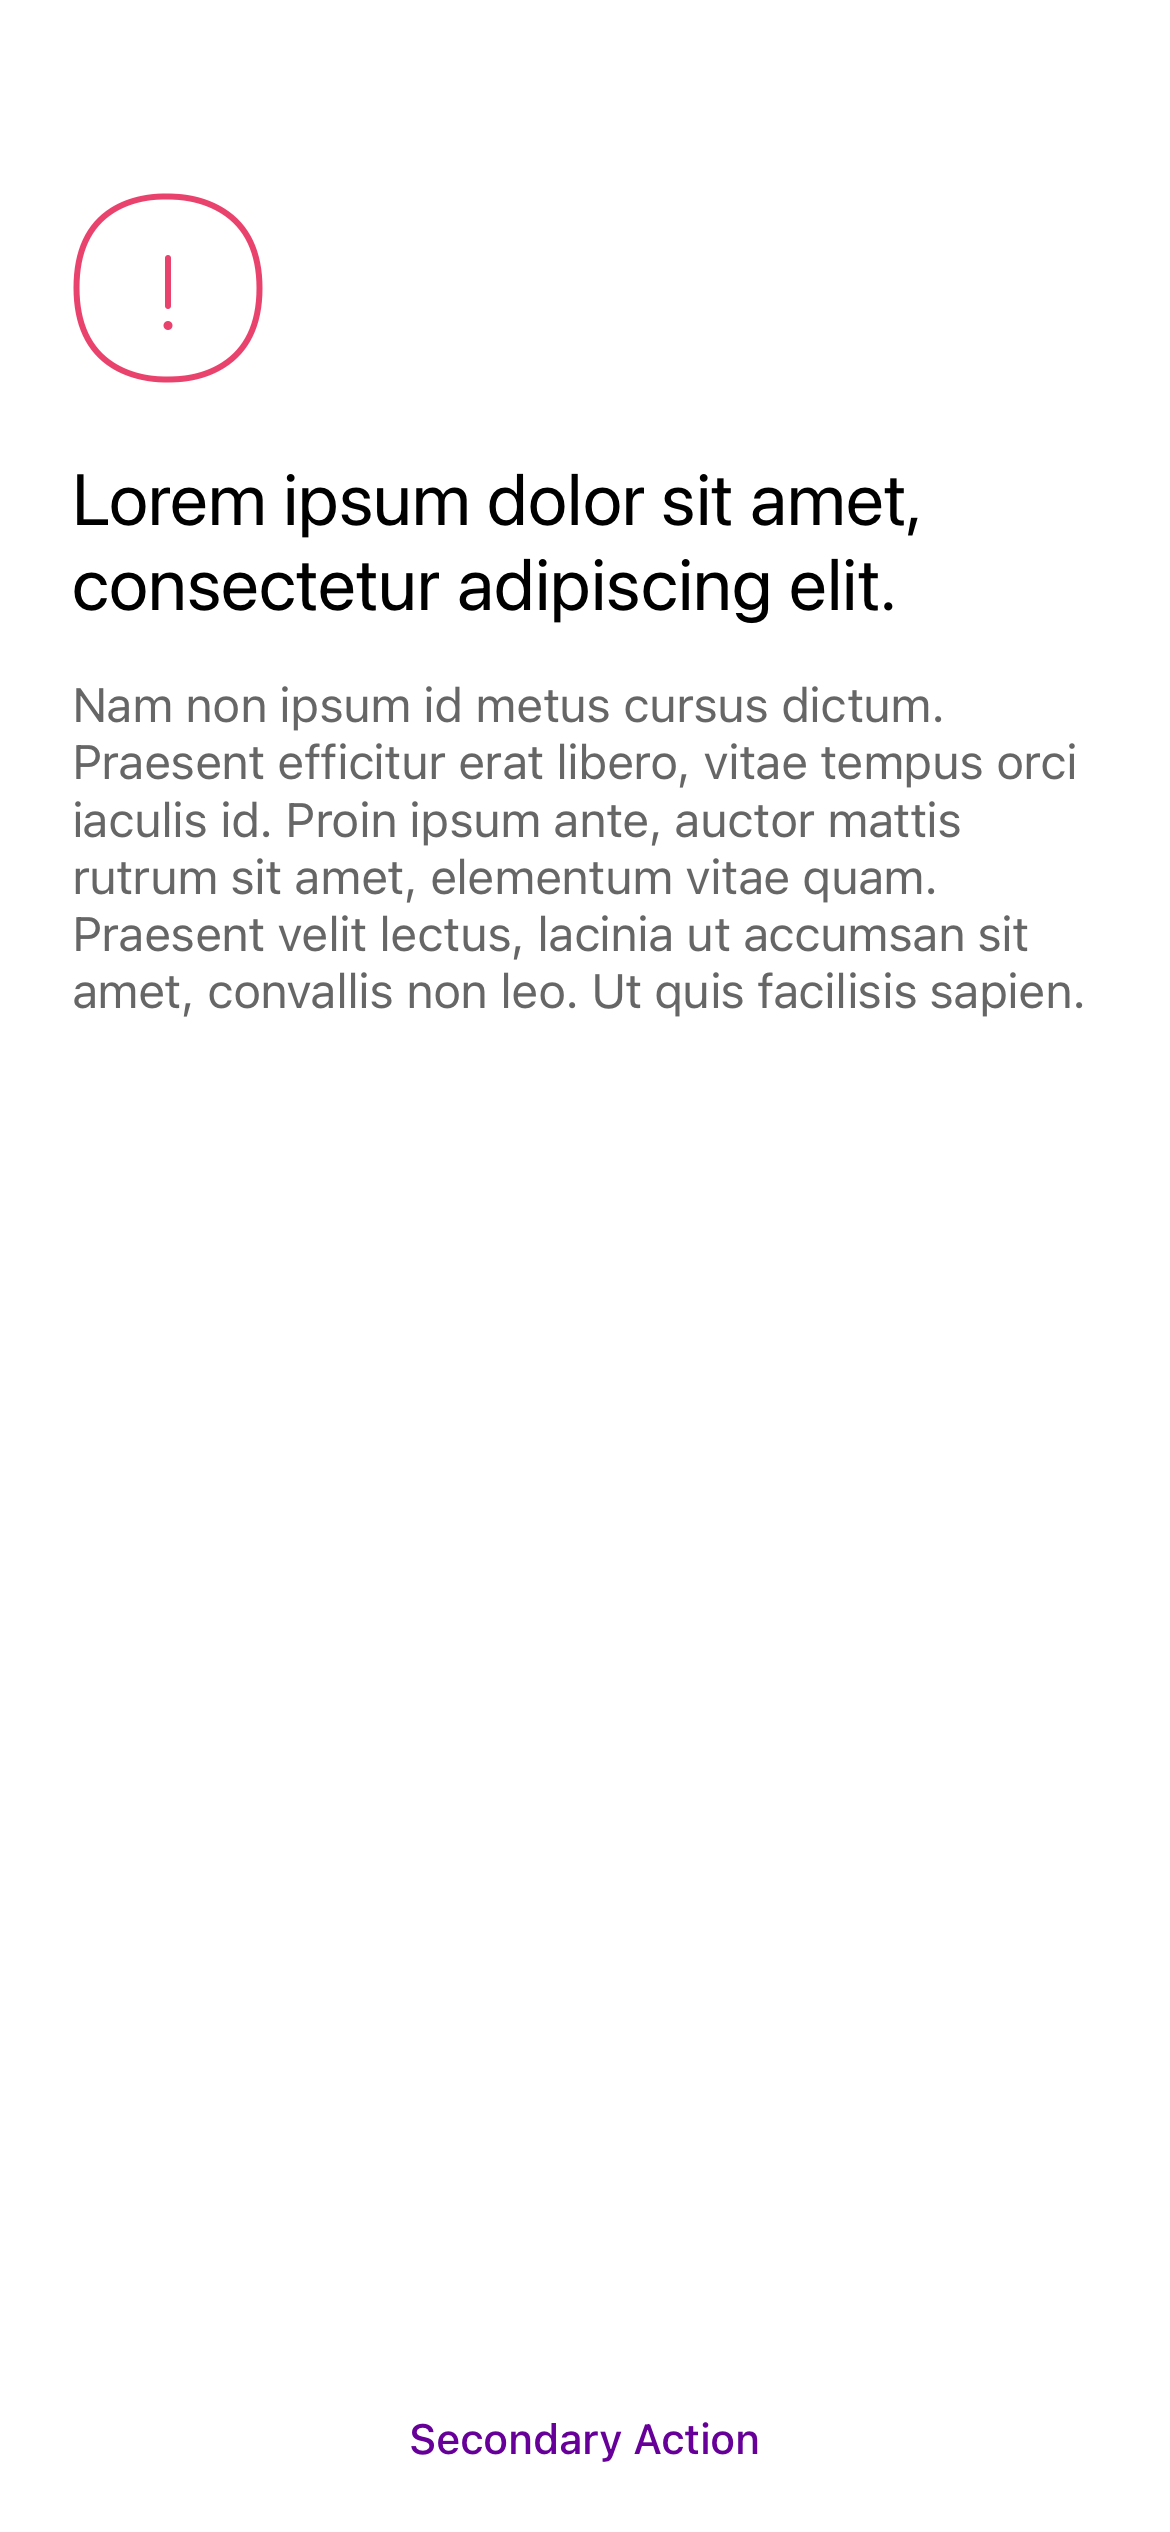 Lorem ipsum dolor sit amet,
consectetur adipiscing elit.
Nam non ipsum id metus cursus dictum.
Praesent efficitur erat libero, vitae tempus orci
iaculis id. Proin ipsum ante, auctor mattis
rutrum sit amet, elementum vitae quam.
Praesent velit lectus, lacinia ut accumsan sit
amet, convallis non leo. Ut quis facilisis sapien.
Secondary Action